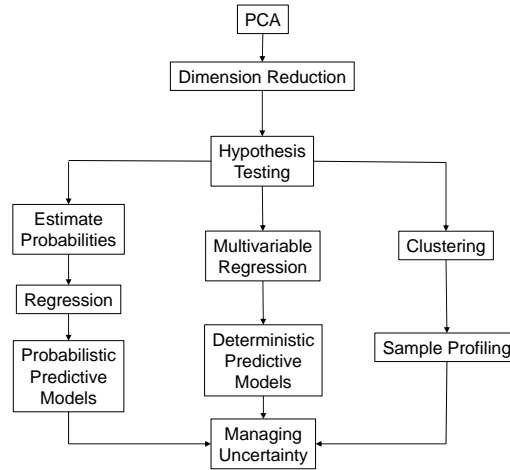 PCA
Dimension Reduction
Hypothesis
Testing
Estimate
Probabilities
Multivariable
Regression
Clustering
Regression
Probabilistic
Predictive
Models
Deterministic
Predictive
Models
Sample Profiling
Managing
Uncertainty